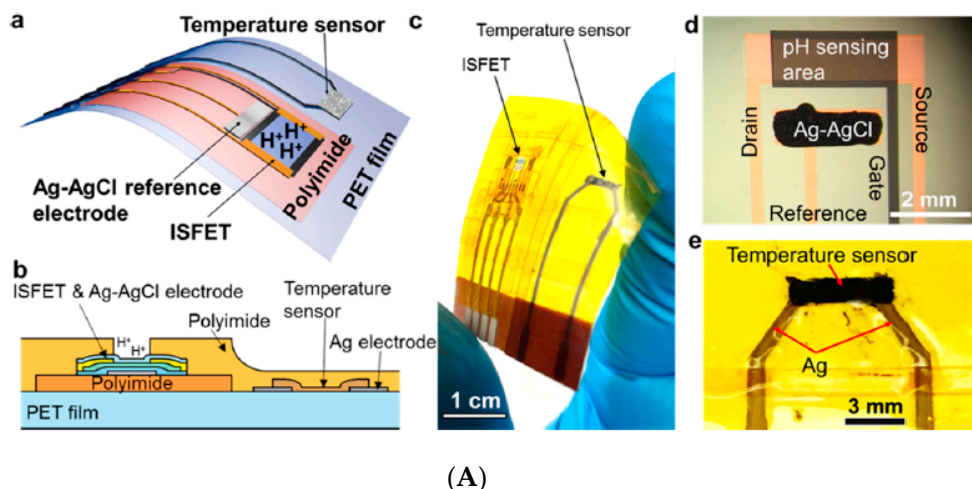 a
Temperature sensor
H+ H+
H+ H+
Ag-AgCl reference
electrode
ISFET
Polyimide
PET film
b
ISFET & Ag-AgCl electrode
H+
H+
Polyimide
Temperature
sensor
Ag electrode
Polyimide
PET film
c
Temperature sensor
ISFET
1 cm
d
pH sensing
area
Drain
Ag-AgCl
Source
Gate
Reference
2 mm
e
Temperature sensor
Ag
3 mm
(A)